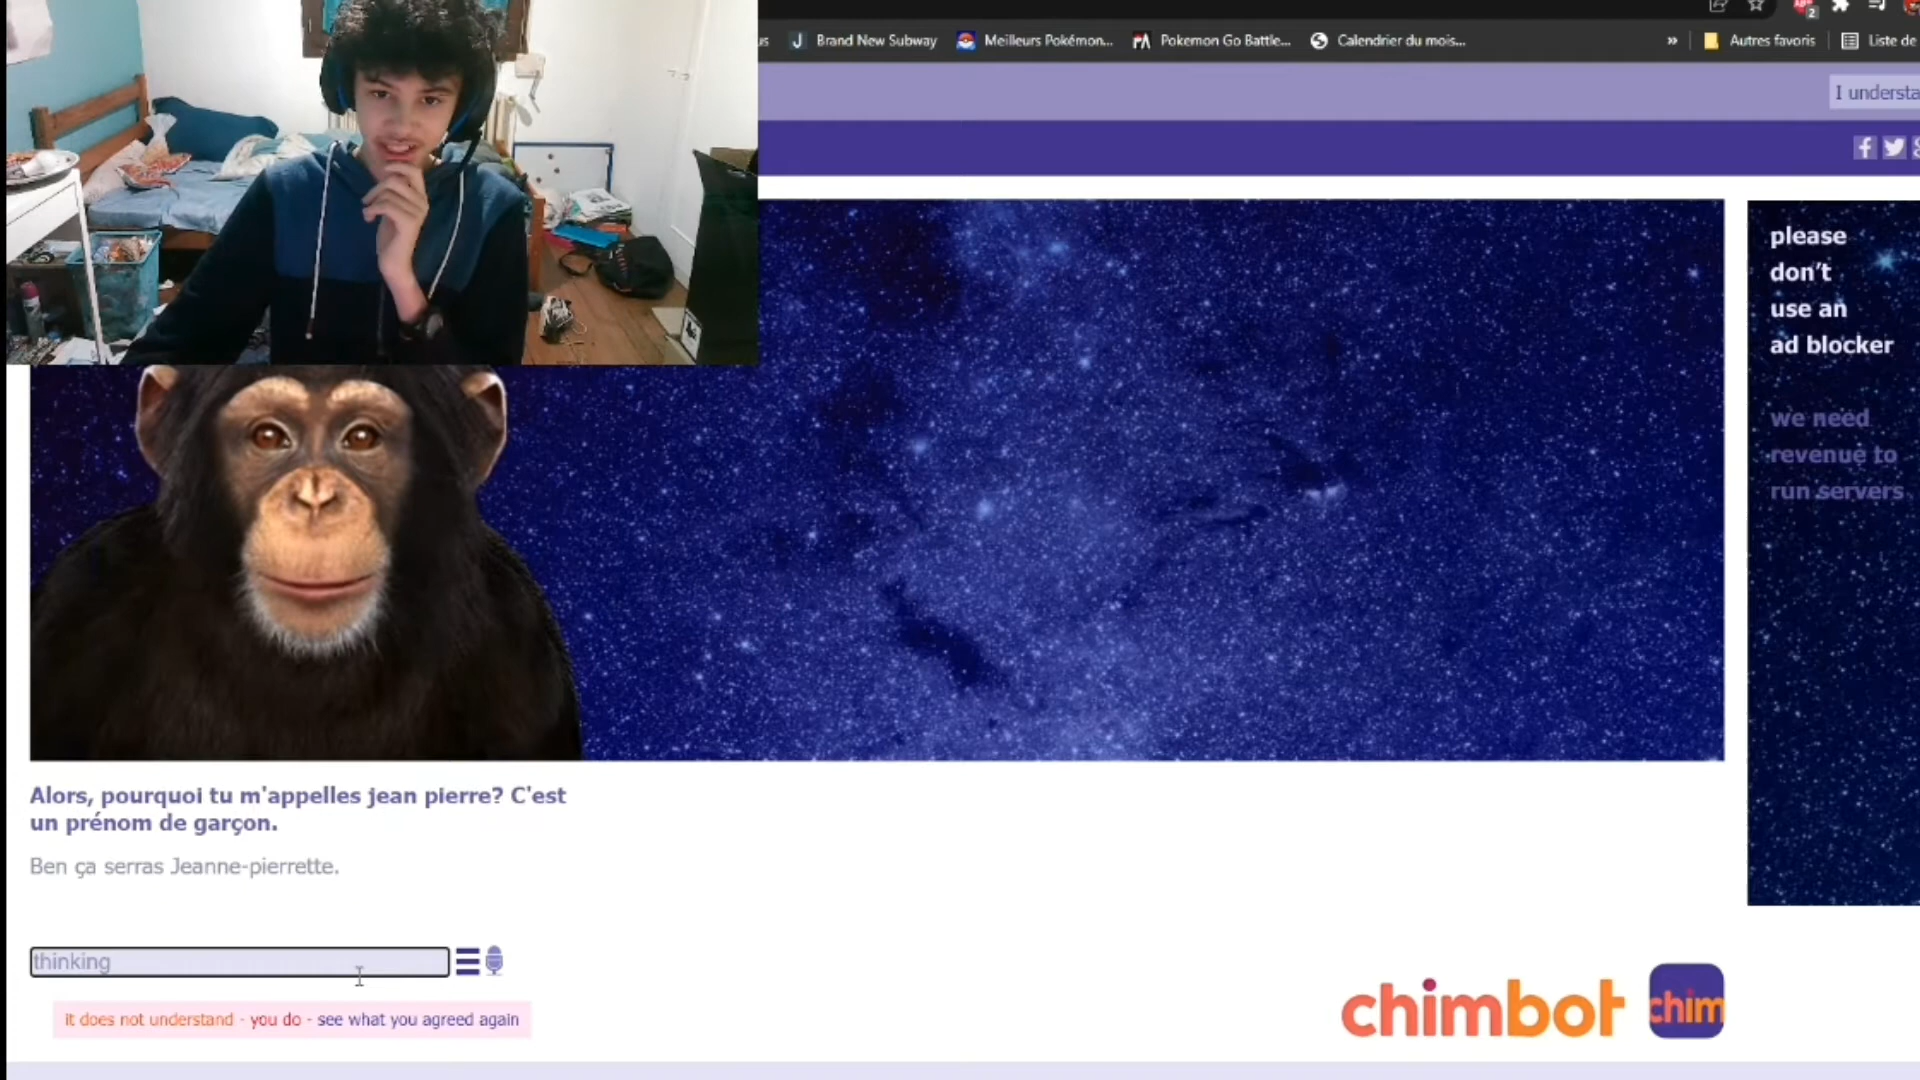 us
Brand New Subway
Meilleurs Pokémon...
Pokemon Go Battle...
Calendrier du mois...
»
Autres favoris
Liste de
2
I understa
please
don't
use an
ad blocker
we need
revenue to
run servers
Alors, pourquoi tu m'appelles jean pierre? C'est
un prénom de garçon.
Ben ça serras Jeanne-pierrette.
thinking
it does not understand - you do - see what you agreed again
chimbot
chim